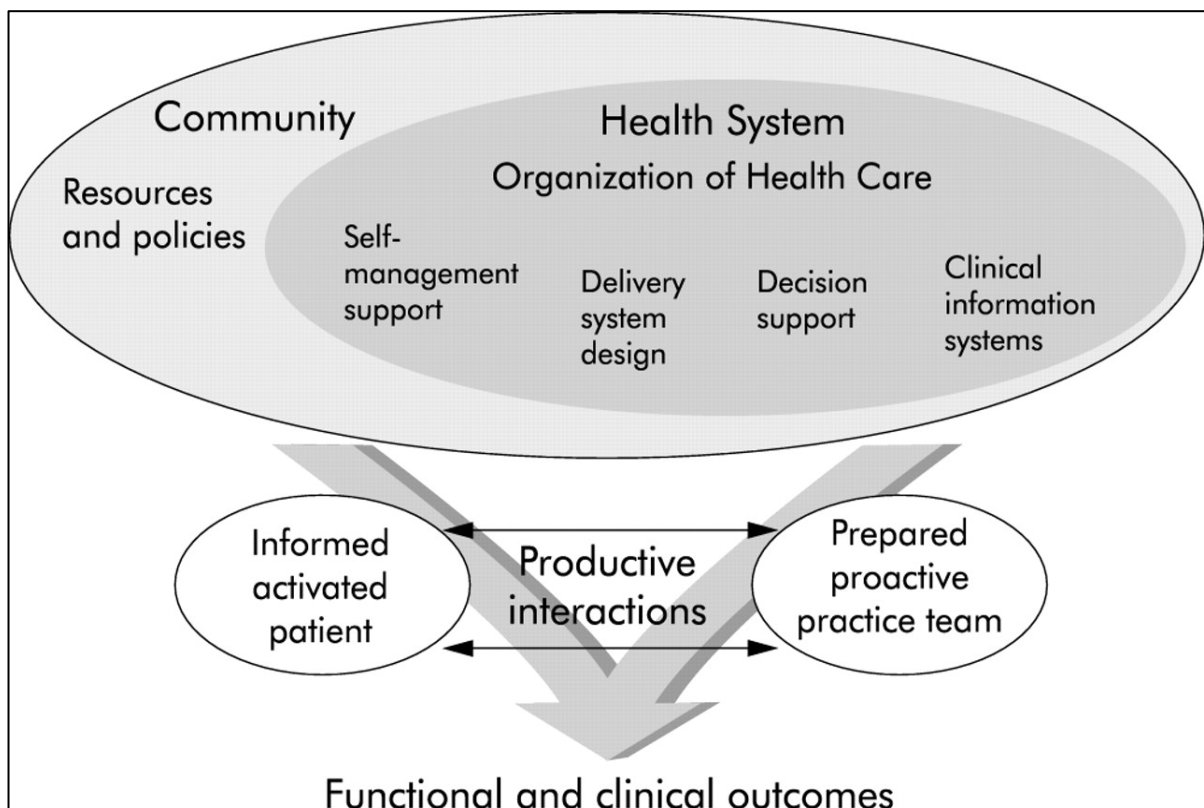 Community
Health System
Organization of Health Care
Resources
and policies
Self-
management
support
Delivery
system
design
Decision
support
Clinical
information
systems
Informed
activated
patient
Productive
interactions
Prepared
proactive
practice team
Functional and clinical outcomes